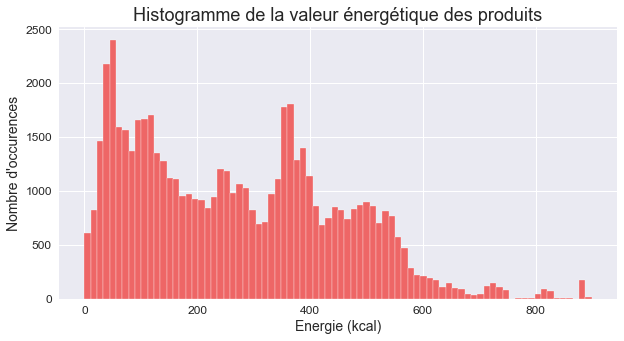 Histogramme de la valeur énergétique des produits
2500
2000
1500
1000
500
0
Nombre d'occurences
0 200 400 600 800
Energie (kcal)